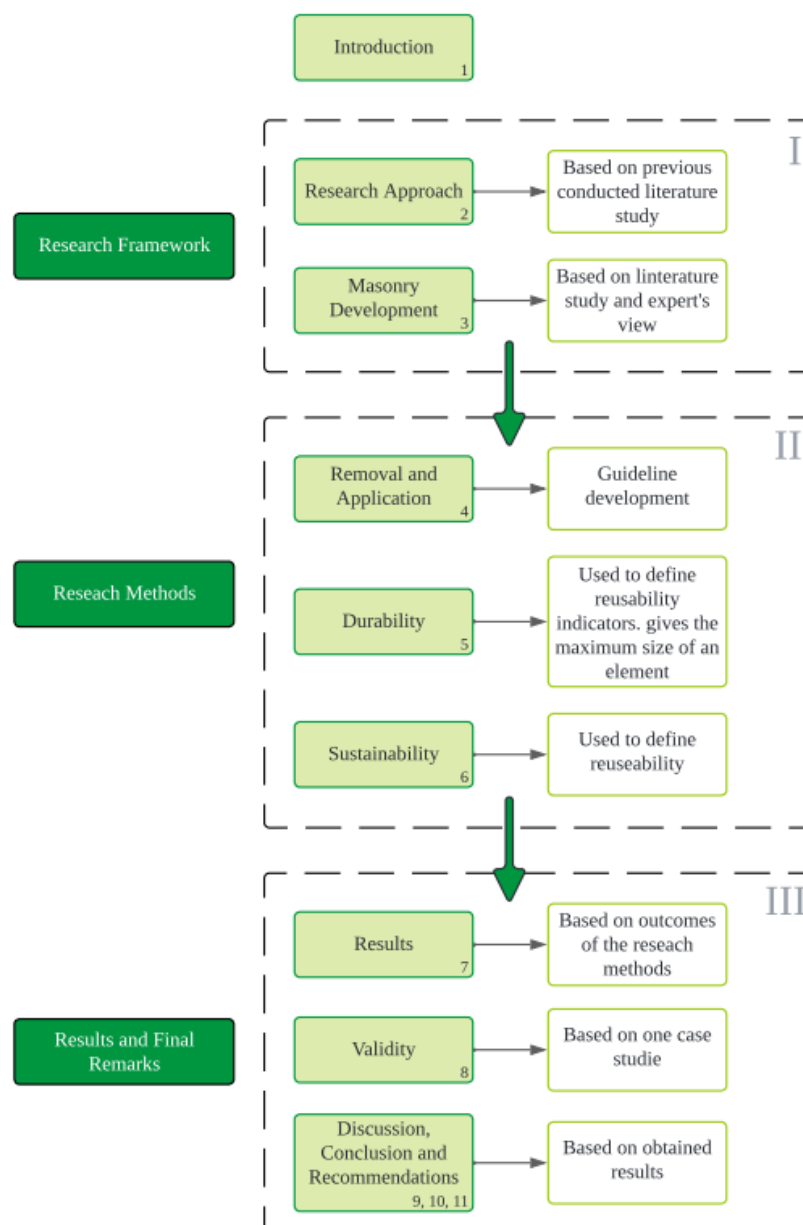 Introduction
1
I
Research Framework
Research Approach
2
Based on previous
conducted literature
study
Masonry
Development
3
Based on linterature
study and expert's
view
II
Reseach Methods
Removal and
Application
4
Guideline
development
Durability
5
Used to define
reusability
indicators. gives the
maximum size of an
element
Sustainability
6
Used to define
reuseability
III
Results and Final
Remarks
Results
7
Based on outcomes
of the reseach
methods
Validity
8
Based on one case
studie
Discussion,
Conclusion and
Recommendations
9, 10, 11
Based on obtained
results